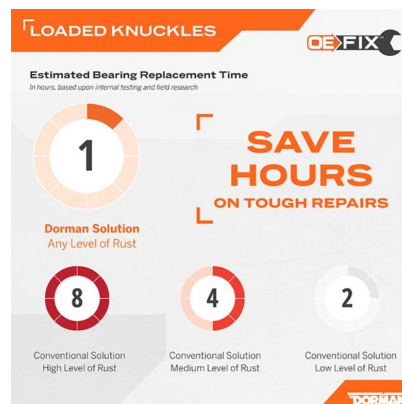 LOADED KNUCKLES
OE FIX
Estimated Bearing Replacement Time
In hours, based upon internal testing and field research
1
SAVE
HOURS
ON TOUGH REPAIRS
Dorman Solution
Any Level of Rust
8
4
2
Conventional Solution
High Level of Rust
Conventional Solution
Medium Level of Rust
Conventional Solution
Low Level of Rust
DORMAN